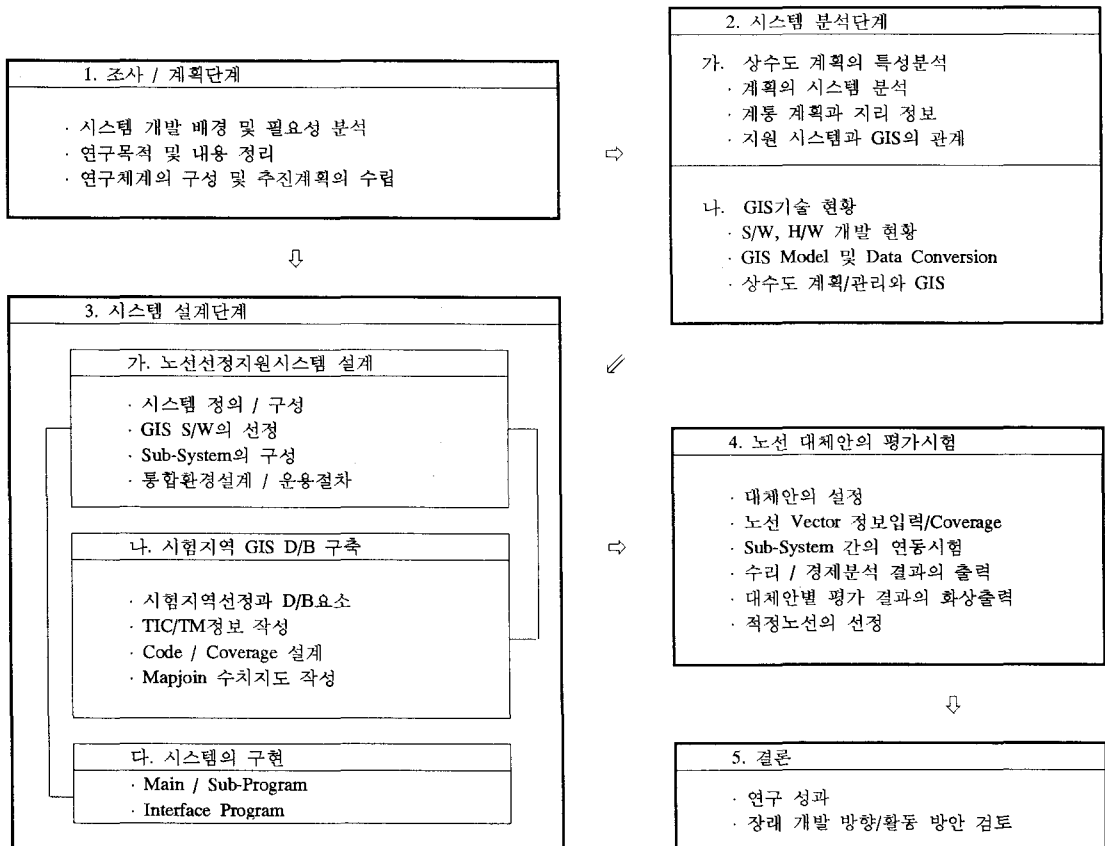 1. 조사 / 계획단계
· 시스템 개발 배경 및 필요성 분석
· 연구목적 및 내용 정리
· 연구체계의 구성 및 추진계획의 수립
2. 시스템 분석단계
가. 상수도 계획의 특성분석
· 계획의 시스템 분석
· 계통 계획과 지리 정보
· 지원 시스템과 GIS의 관계
나. GIS기술 현황
· S/W, H/W 개발 현황
· GIS Model 및 Data Conversion
· 상수도 계획/관리와 GIS
3. 시스템 설계단계
가. 노선선정지원시스템 설계
· 시스템 정의 / 구성
· GIS S/W의 선정
· Sub-System의 구성
· 통합환경설계 / 운용절차
나. 시험지역 GIS D/B 구축
· 시험지역선정과 D/B요소
· TIC/TM정보 작성
· Code / Coverage 설계
· Mapjoin 수치지도 작성
다. 시스템의 구현
· Main / Sub-Program
· Interface Program
4. 노선 대체안의 평가시험
· 대체안의 설정
· 노선 Vector 정보입력/Coverage
· Sub-System 간의 연동시험
· 수리 / 경제분석 결과의 출력
· 대체안별 평가 결과의 화상출력
· 적정노선의 선정
5. 결론
· 연구 성과
· 장래 개발 방향/활동 방안 검토